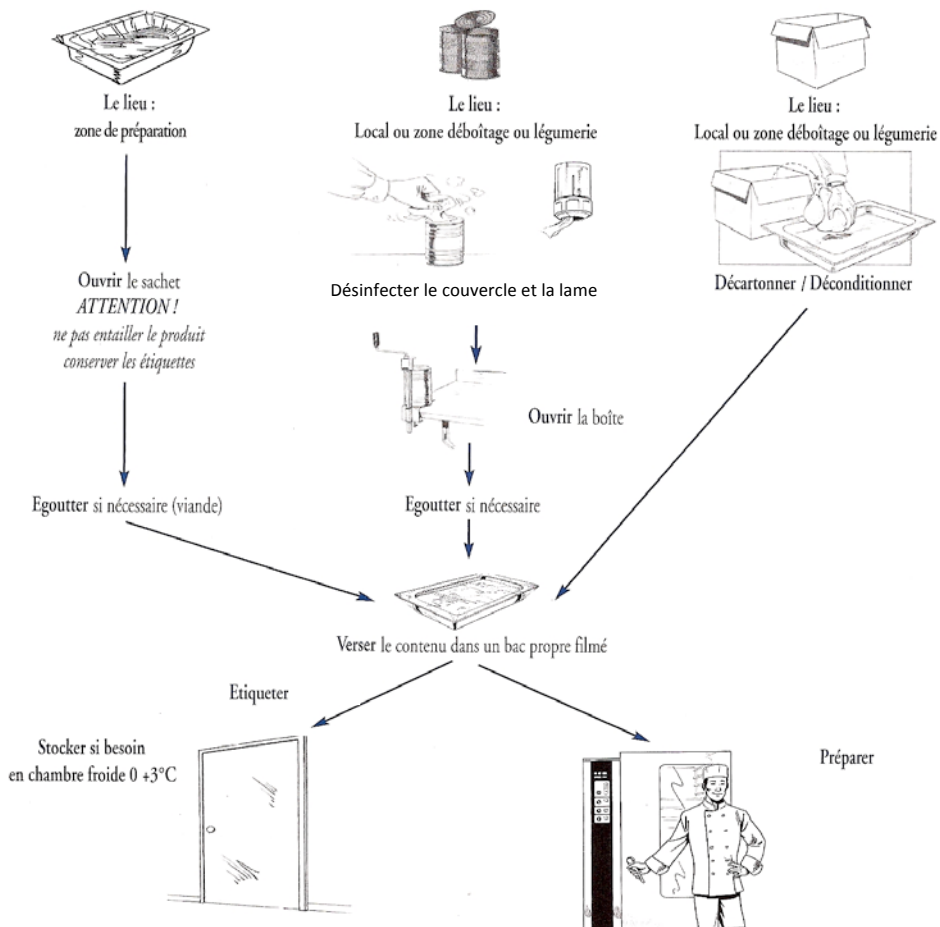 Le lieu :
zone de préparation
Le lieu :
Local ou zone déboîtage ou légumerie
Le lieu :
Local ou zone déboîtage ou légumerie
Ouvrir le sachet
ATTENTION !
ne pas entailler le produit
conserver les étiquettes
Désinfecter le couvercle et la lame
Décartonner / Déconditionner
Ouvrir la boîte
Egoutter si nécessaire (viande)
Egoutter si nécessaire
Verser le contenu dans un bac propre filmé
Etiqueter
Stocker si besoin
en chambre froide 0 +3°C
Préparer